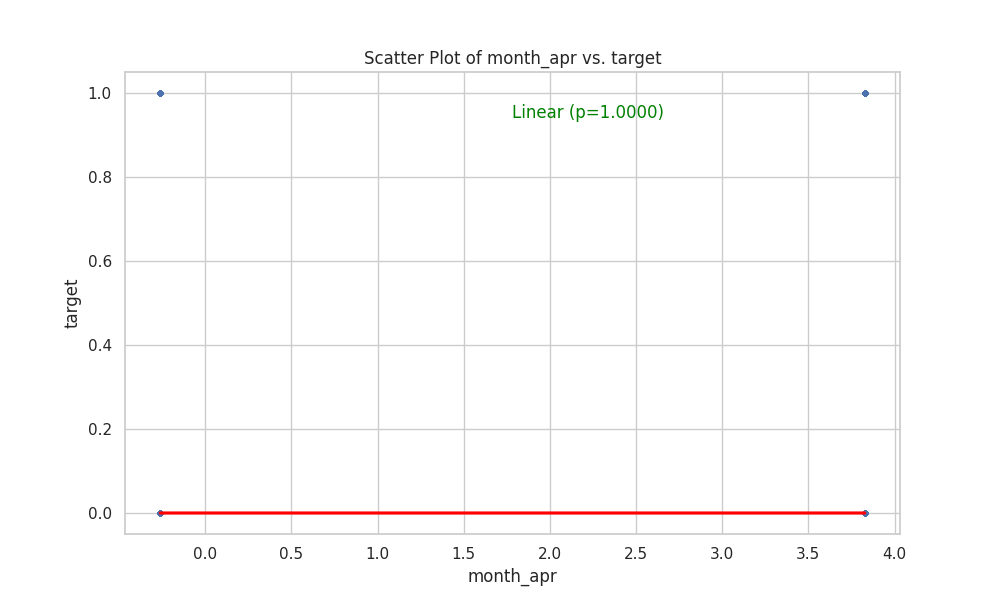 Scatter Plot of month_apr vs. target
Linear (p=1.0000)
1.0
0.8
0.6
0.4
0.2
0.0
target
0.0 0.5 1.0 1.5 2.0 2.5 3.0 3.5 4.0
month_apr